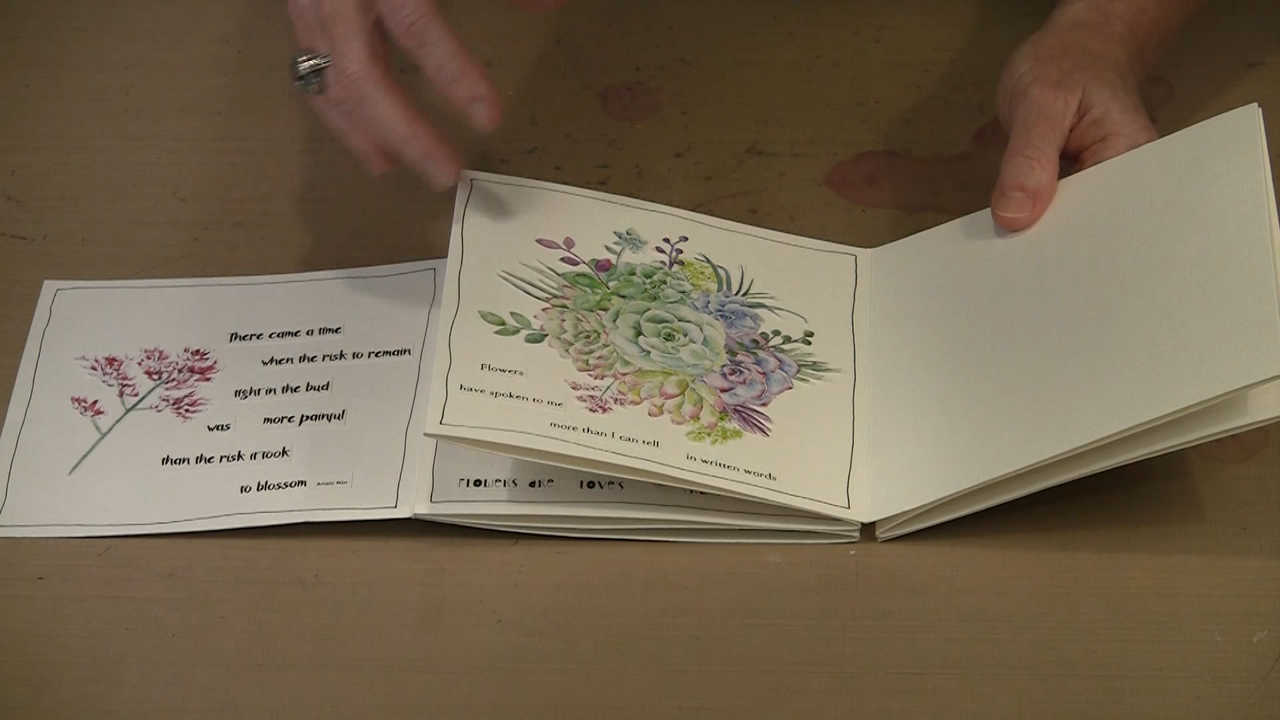 There came a time
when the risk to remain
tight in the bud
was more painful
than the risk it took
to blossom Anais Nin
Flowers
have spoken to me
more than I can tell
in written words
FLOWERS ARE LOVE'S